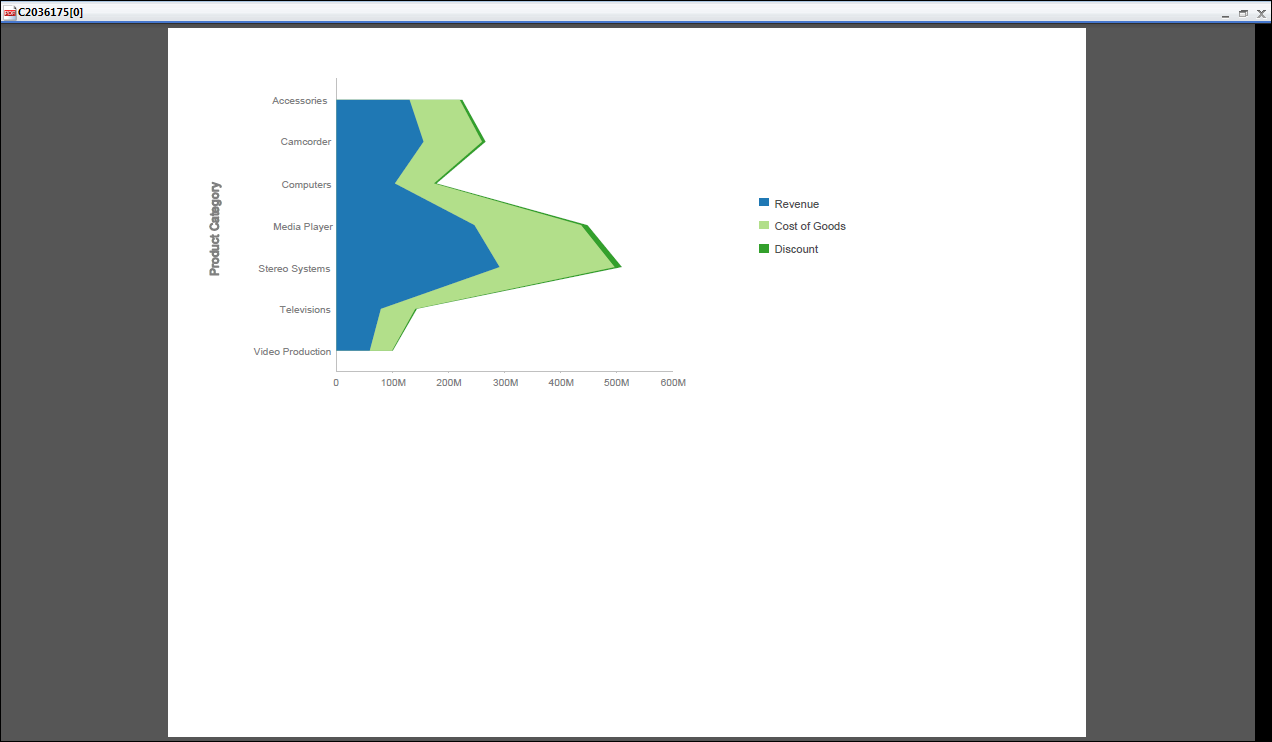 C2036175[0]
Product Category
Accessories
Camcorder
Computers
Media Player
Stereo Systems
Televisions
Video Production
0 100M 200M 300M 400M 500M 600M
Revenue
Cost of Goods
Discount